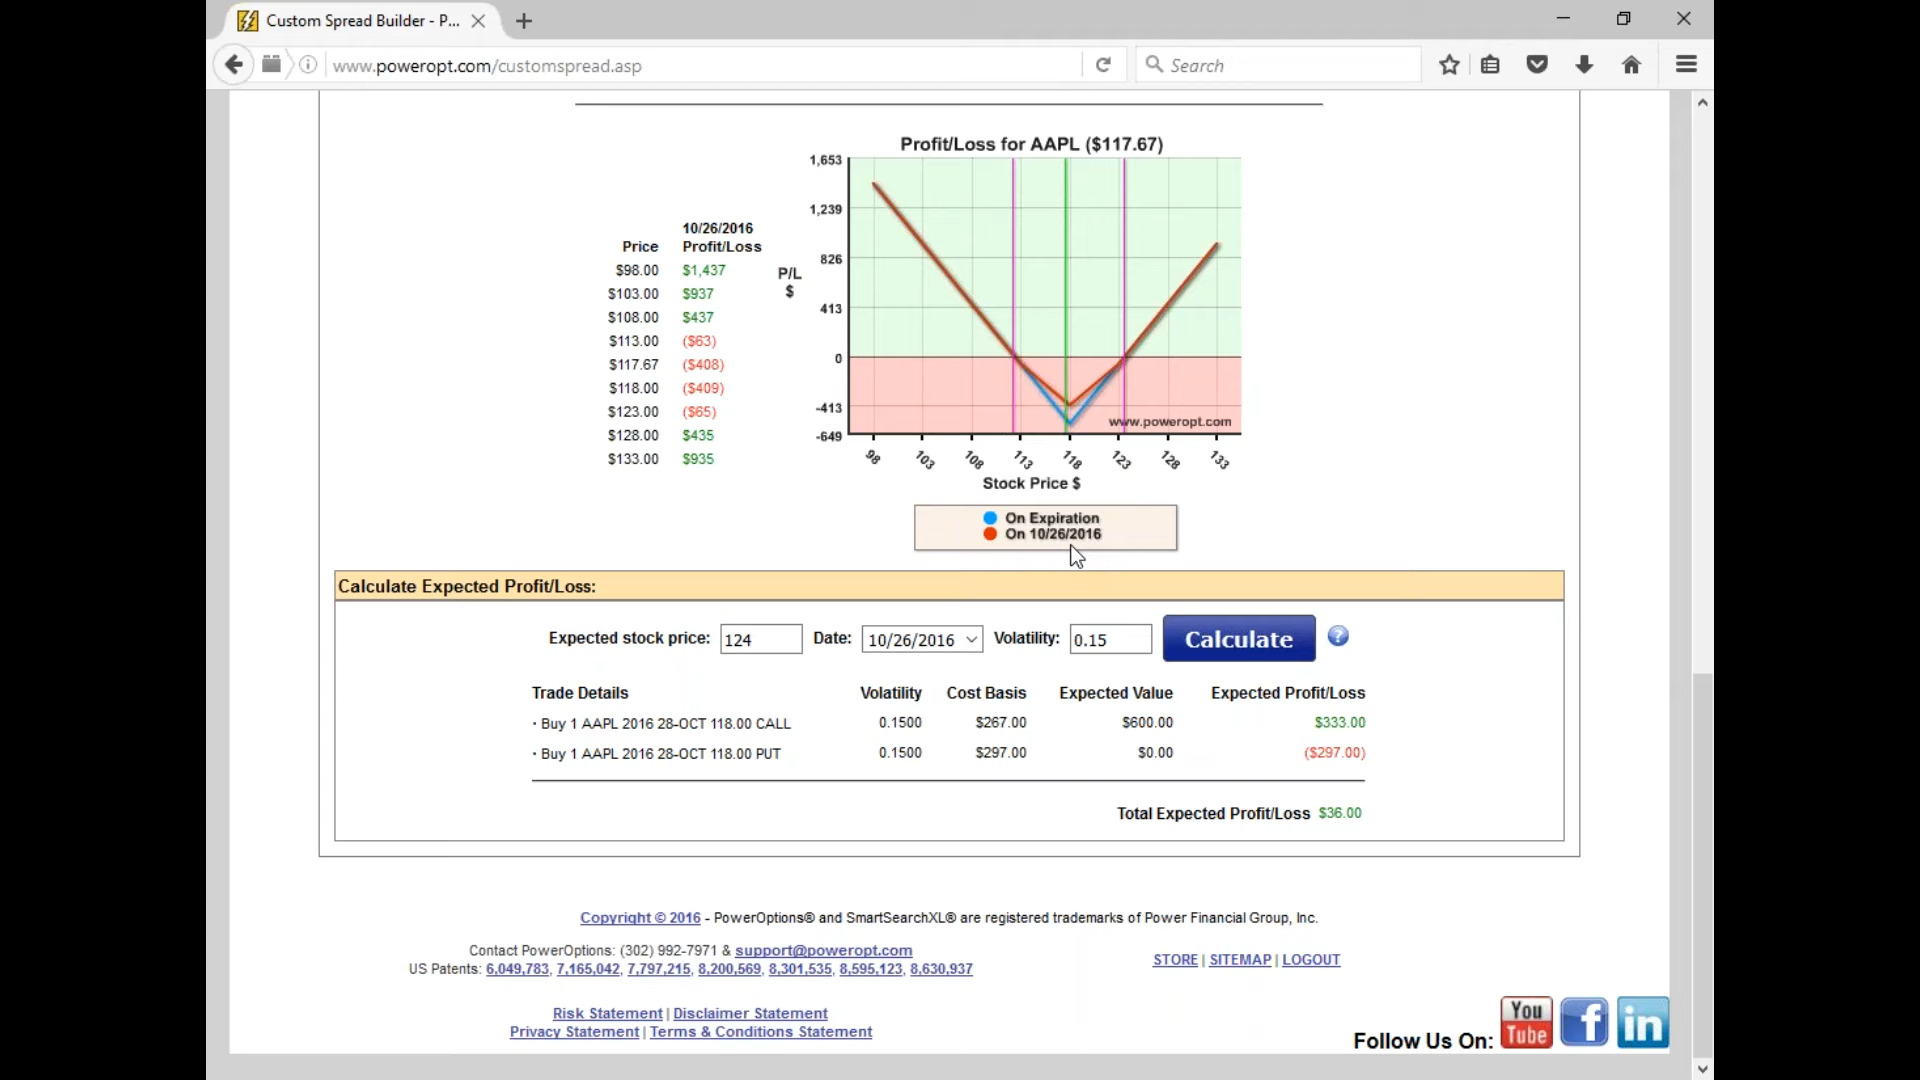 Custom Spread Builder - P...
www.poweropt.com/customspread.asp
Search
Profit/Loss for AAPL ($117.67)
10/26/2016
Price Profit/Loss
$98.00 $1,437
$103.00 $937
$108.00 $437
$113.00 ($63)
$117.67 ($408)
$118.00 ($409)
$123.00 ($65)
$128.00 $435
$133.00 $935
P/L
$
1,653
1,239
826
413
0
-413
-649
www.poweropt.com
98 103 108 113 118 123 128 133
Stock Price $
On Expiration
On 10/26/2016
Calculate Expected Profit/Loss:
Expected stock price: 124 Date: 10/26/2016 Volatility: 0.15 Calculate ?
Trade Details Volatility Cost Basis Expected Value Expected Profit/Loss
· Buy 1 AAPL 2016 28-OCT 118.00 CALL 0.1500 $267.00 $600.00 $333.00
· Buy 1 AAPL 2016 28-OCT 118.00 PUT 0.1500 $297.00 $0.00 ($297.00)
Total Expected Profit/Loss $36.00
Copyright © 2016 - PowerOptions® and SmartSearchXL® are registered trademarks of Power Financial Group, Inc.
Contact PowerOptions: (302) 992-7971 & support@poweropt.com
US Patents: 6,049,783, 7,165,042, 7,797,215, 8,200,569, 8,301,535, 8,595,123, 8,630,937
STORE | SITEMAP | LOGOUT
Risk Statement | Disclaimer Statement
Privacy Statement | Terms & Conditions Statement
Follow Us On: You Tube f in